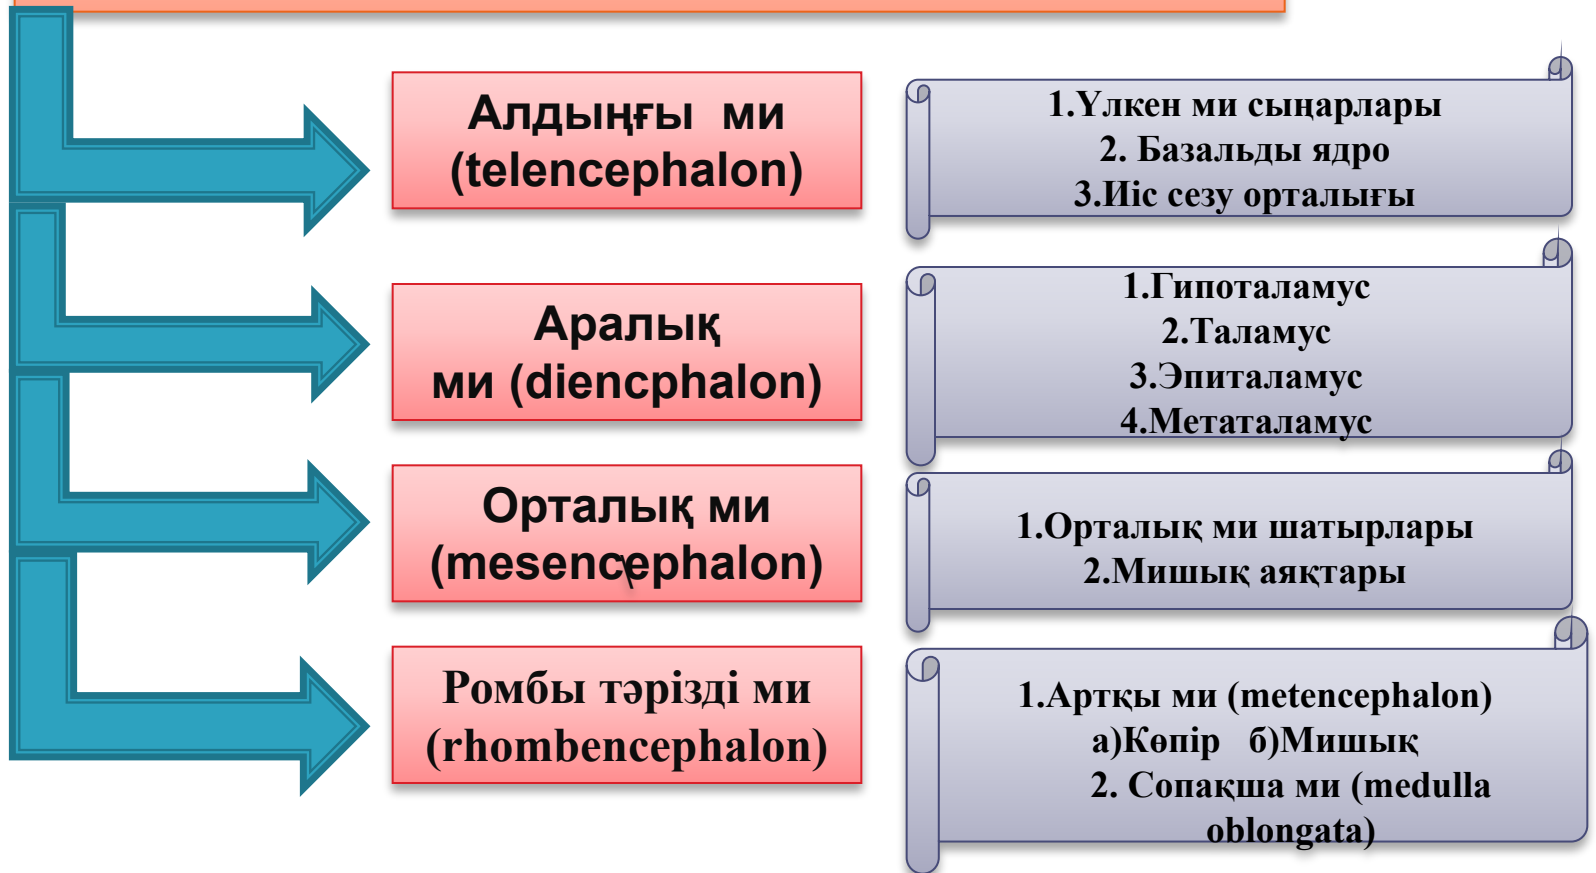 Алдыңғы ми
(telencephalon)
1.Үлкен ми сыңарлары
2. Базальды ядро
3.Иіс сезу орталығы
Аралық
ми (diencphalon)
1.Гипоталамус
2.Таламус
3.Эпиталамус
4.Метаталамус
Орталық ми
(mesencephalon)
\
1.Орталық ми шатырлары
2.Мишық аяқтары
Ромбы тәрізді ми
(rhombencephalon)
1.Артқы ми (metencephalon)
а)Көпір б)Мишық
2. Сопақша ми (medulla
oblongata)